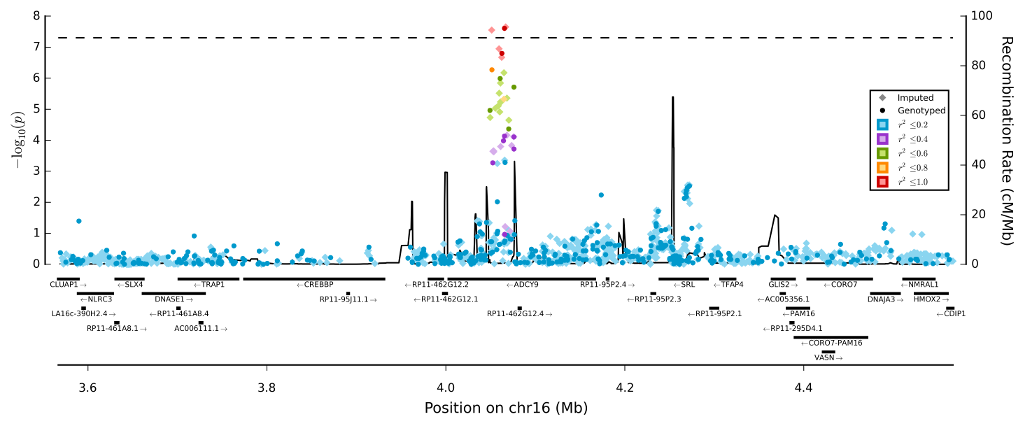 8
7
6
5
4
3
2
1
0
−log₁₀(p)
100
80
60
40
20
0
Recombination Rate (cM/Mb)
Imputed
Genotyped
r² ≤0.2
r² ≤0.4
r² ≤0.6
r² ≤0.8
r² ≤1.0
CLUAP1→ ←SLX4 ←TRAP1 ←CREBBP ←RP11-462G12.2 ←ADCY9 RP11-95P2.4→ ←SRL ←TFAP4 GLIS2→ ←CORO7 ←NMRAL1
←NLRC3 DNASE1→ RP11-95J11.1→ ←RP11-462G12.1 ←RP11-95P2.3 ←AC005356.1 DNAJA3→ HMOX2→
LA16c-390H2.4→ ←RP11-461A8.4 RP11-462G12.4→ ←RP11-95P2.1 ←PAM16 ←CDIP1
RP11-461A8.1→ AC006111.1→ ←RP11-295D4.1
←CORO7-PAM16
VASN→
3.6 3.8 4.0 4.2 4.4
Position on chr16 (Mb)